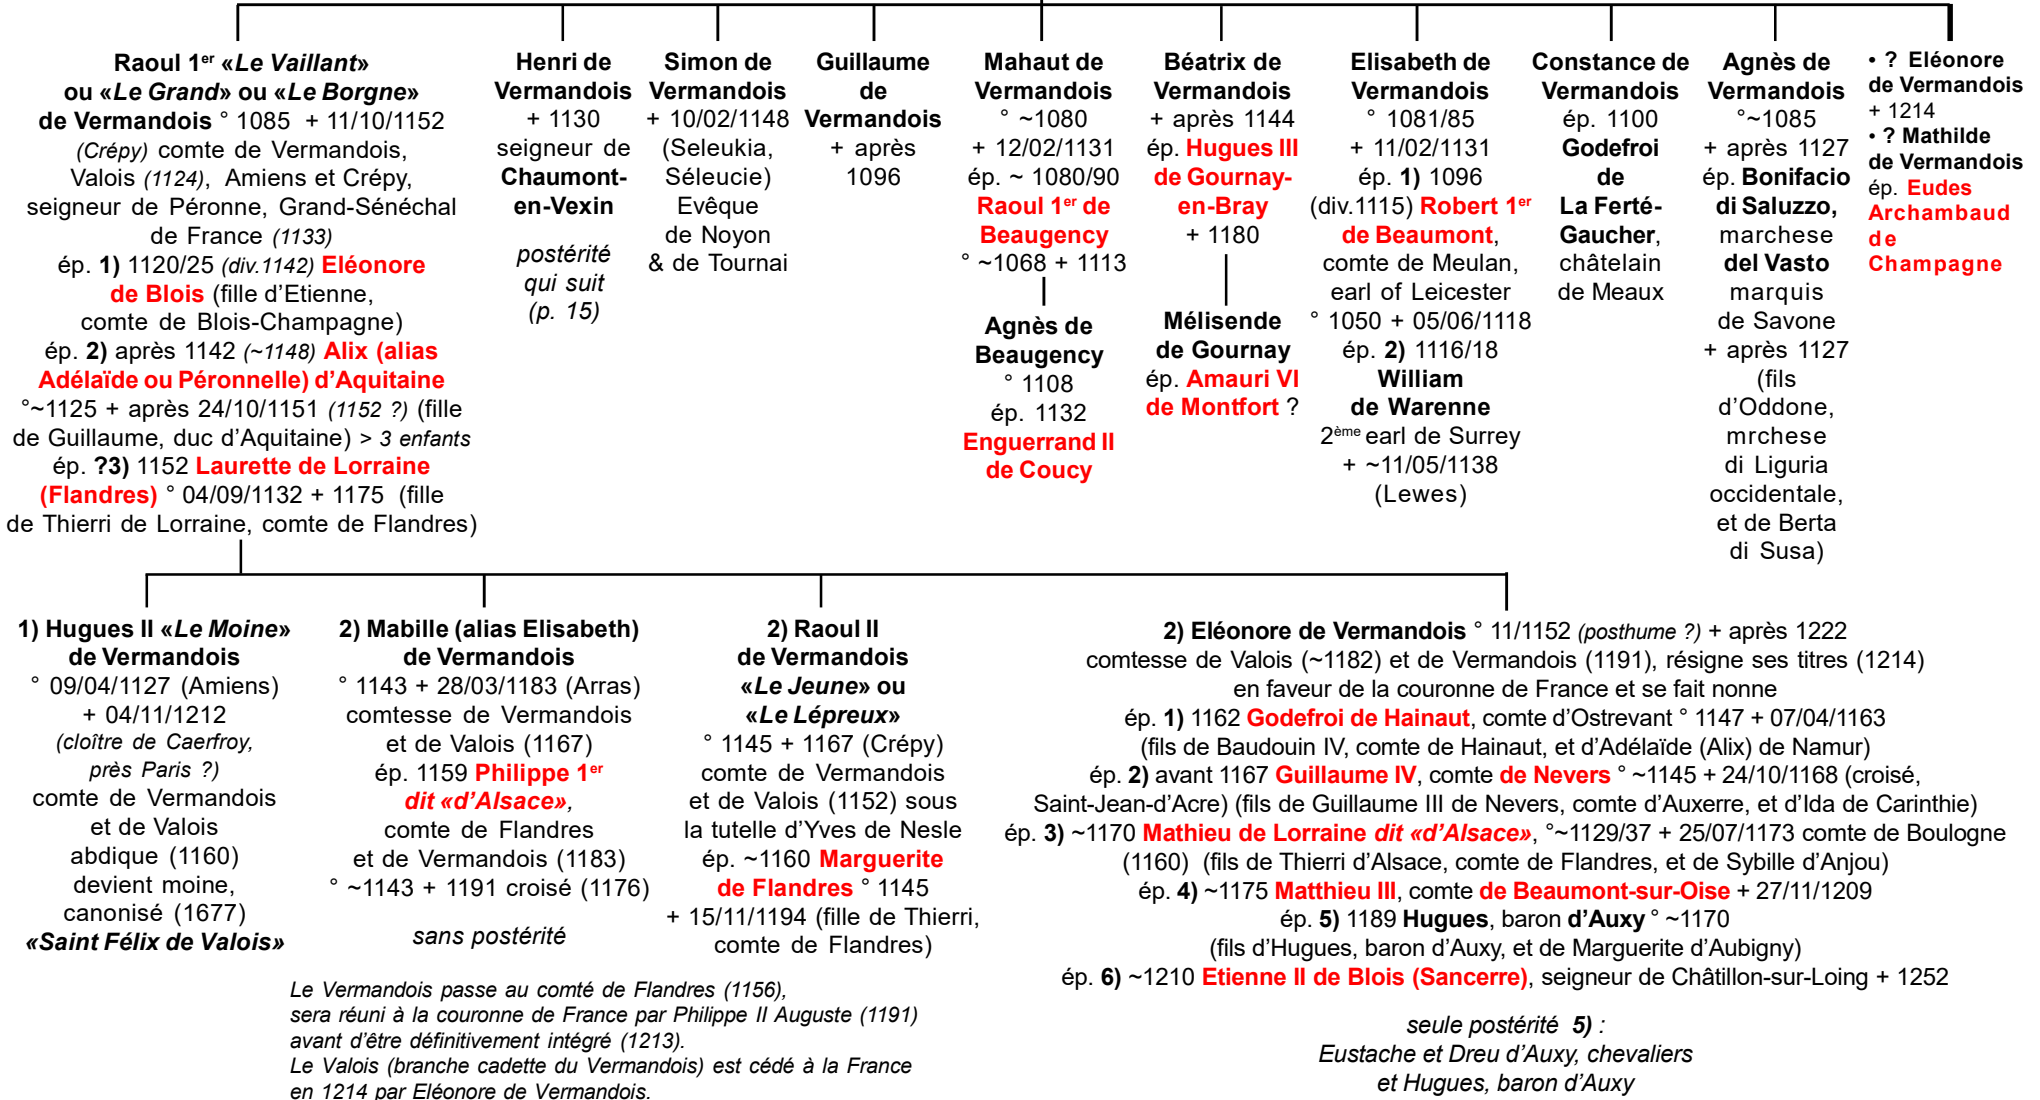 Raoul 1er «Le Vaillant»
ou «Le Grand» ou «Le Borgne»
de Vermandois ° 1085 + 11/10/1152
(Crépy) comte de Vermandois,
Valois (1124), Amiens et Crépy,
seigneur de Péronne, Grand-Sénéchal
de France (1133)
ép. 1) 1120/25 (div.1142) Eléonore
de Blois (fille d'Etienne,
comte de Blois-Champagne)
ép. 2) après 1142 (~1148) Alix (alias
Adélaïde ou Péronnelle) d'Aquitaine
°~1125 + après 24/10/1151 (1152 ?) (fille
de Guillaume, duc d'Aquitaine) > 3 enfants
ép. ?3) 1152 Laurette de Lorraine
(Flandres) ° 04/09/1132 + 1175 (fille
de Thierri de Lorraine, comte de Flandres)
Henri de
Vermandois
+ 1130
seigneur de
Chaumont-
en-Vexin
postérité
qui suit
(p. 15)
Simon de
Vermandois
+ 10/02/1148
(Seleukia,
Séleucie)
Evêque
de Noyon
& de Tournai
Guillaume
de
Vermandois
+ après
1096
Mahaut de
Vermandois
° ~1080
+ 12/02/1131
ép. ~ 1080/90
Raoul 1er de
Beaugency
° ~1068 + 1113
Agnès de
Beaugency
° 1108
ép. 1132
Enguerrand II
de Coucy
Béatrix de
Vermandois
+ après 1144
ép. Hugues III
de Gournay-
en-Bray
+ 1180
Mélisende
de Gournay
ép. Amauri VI
de Montfort ?
Elisabeth de
Vermandois
° 1081/85
+ 11/02/1131
ép. 1) 1096
(div.1115) Robert 1er
de Beaumont,
comte de Meulan,
earl of Leicester
° 1050 + 05/06/1118
ép. 2) 1116/18
William
de Warenne
2ème earl de Surrey
+ ~11/05/1138
(Lewes)
Constance de
Vermandois
ép. 1100
Godefroi
de
La Ferté-
Gaucher,
châtelain
de Meaux
Agnès de
Vermandois
°~1085
+ après 1127
ép. Bonifacio
di Saluzzo,
marchese
del Vasto
marquis
de Savone
+ après 1127
(fils
d'Oddone,
mrchese
di Liguria
occidentale,
et de Berta
di Susa)
• ? Eléonore
de Vermandois
+ 1214
• ? Mathilde
de Vermandois
ép. Eudes
Archambaud
de
Champagne
1) Hugues II «Le Moine»
de Vermandois
° 09/04/1127 (Amiens)
+ 04/11/1212
(cloître de Caerfroy,
près Paris ?)
comte de Vermandois
et de Valois
abdique (1160)
devient moine,
canonisé (1677)
«Saint Félix de Valois»
2) Mabille (alias Elisabeth)
de Vermandois
° 1143 + 28/03/1183 (Arras)
comtesse de Vermandois
et de Valois (1167)
ép. 1159 Philippe 1er
dit «d'Alsace»,
comte de Flandres
et de Vermandois (1183)
° ~1143 + 1191 croisé (1176)
sans postérité
2) Raoul II
de Vermandois
«Le Jeune» ou
«Le Lépreux»
° 1145 + 1167 (Crépy)
comte de Vermandois
et de Valois (1152) sous
la tutelle d'Yves de Nesle
ép. ~1160 Marguerite
de Flandres ° 1145
+ 15/11/1194 (fille de Thierri,
comte de Flandres)
2) Eléonore de Vermandois ° 11/1152 (posthume ?) + après 1222
comtesse de Valois (~1182) et de Vermandois (1191), résigne ses titres (1214)
en faveur de la couronne de France et se fait nonne
ép. 1) 1162 Godefroi de Hainaut, comte d'Ostrevant ° 1147 + 07/04/1163
(fils de Baudouin IV, comte de Hainaut, et d'Adélaïde (Alix) de Namur)
ép. 2) avant 1167 Guillaume IV, comte de Nevers ° ~1145 + 24/10/1168 (croisé,
Saint-Jean-d'Acre) (fils de Guillaume III de Nevers, comte d'Auxerre, et d'Ida de Carinthie)
ép. 3) ~1170 Mathieu de Lorraine dit «d'Alsace», °~1129/37 + 25/07/1173 comte de Boulogne
(1160) (fils de Thierri d'Alsace, comte de Flandres, et de Sybille d'Anjou)
ép. 4) ~1175 Matthieu III, comte de Beaumont-sur-Oise + 27/11/1209
ép. 5) 1189 Hugues, baron d'Auxy ° ~1170
(fils d'Hugues, baron d'Auxy, et de Marguerite d'Aubigny)
ép. 6) ~1210 Etienne II de Blois (Sancerre), seigneur de Châtillon-sur-Loing + 1252
seule postérité 5) :
Eustache et Dreu d'Auxy, chevaliers
et Hugues, baron d'Auxy
Le Vermandois passe au comté de Flandres (1156),
sera réuni à la couronne de France par Philippe II Auguste (1191)
avant d'être définitivement intégré (1213).
Le Valois (branche cadette du Vermandois) est cédé à la France
en 1214 par Eléonore de Vermandois.